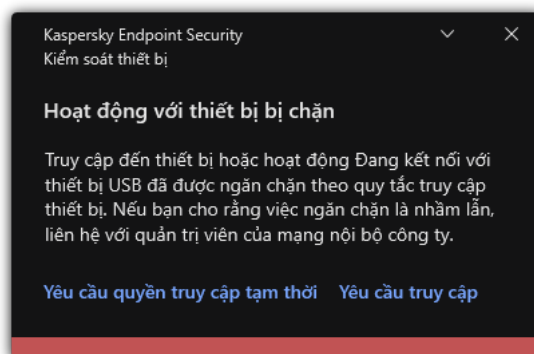 Kaspersky Endpoint Security
Kiểm soát thiết bị
Hoạt động với thiết bị bị chặn
Truy cập đến thiết bị hoặc hoạt động Đang kết nối với
thiết bị USB đã được ngăn chặn theo quy tắc truy cập
thiết bị. Nếu bạn cho rằng việc ngăn chặn là nhầm lẫn,
liên hệ với quản trị viên của mạng nội bộ công ty.
Yêu cầu quyền truy cập tạm thời Yêu cầu truy cập